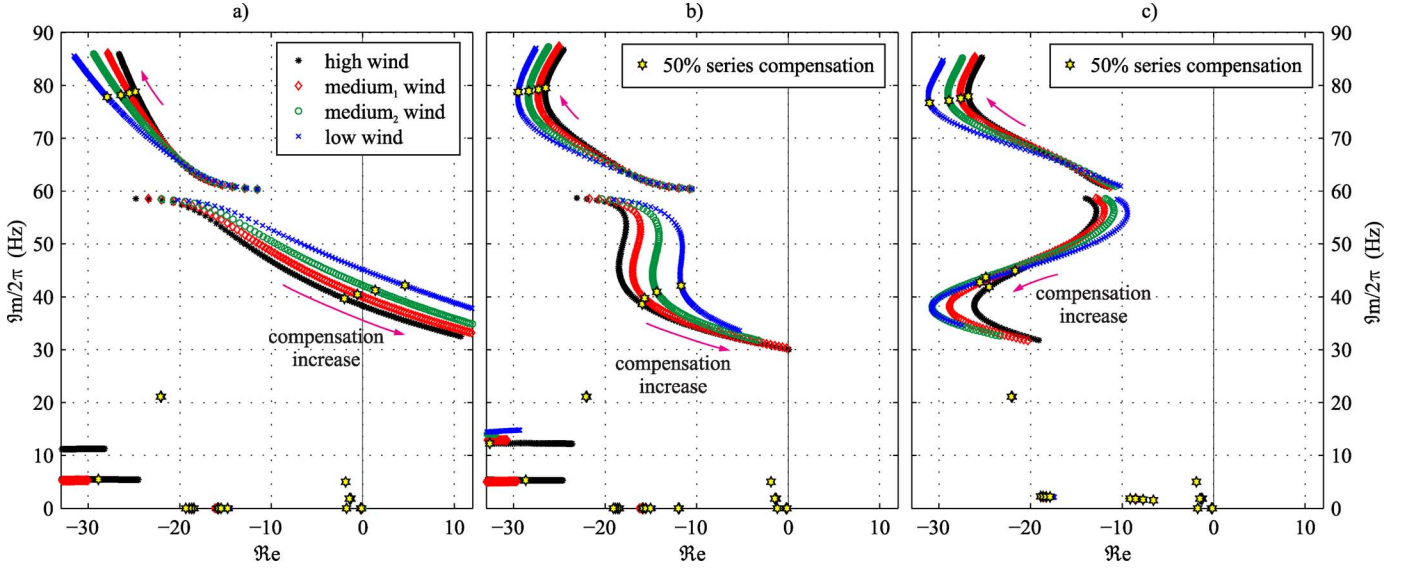 a)
b)
c)
90
80
70
60
50
40
30
20
10
0
ℑm/2π (Hz)
high wind
medium₁ wind
medium₂ wind
low wind
compensation
increase
−30
−20
−10
0
10
ℜe
50% series compensation
compensation
increase
−30
−20
−10
0
ℜe
50% series compensation
compensation
increase
−30
−20
−10
0
10
ℜe
90
80
70
60
50
40
30
20
10
0
ℑm/2π (Hz)